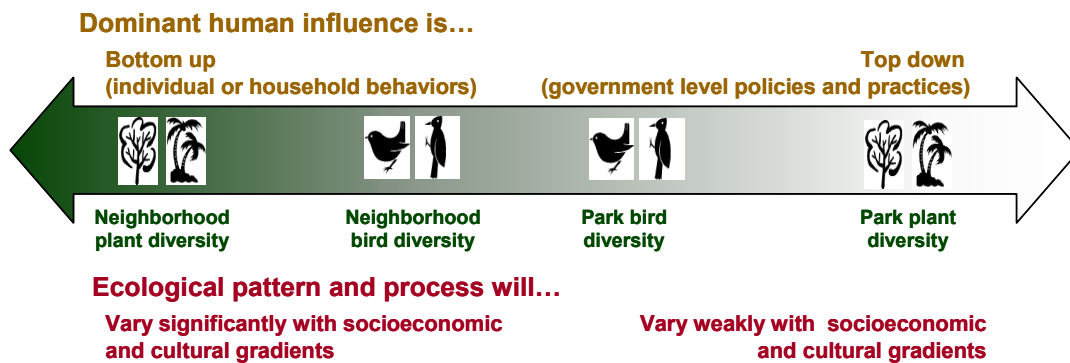 Dominant human influence is…
Bottom up
(individual or household behaviors)
Top down
(government level policies and practices)
Neighborhood
plant diversity
Neighborhood
bird diversity
Park bird
diversity
Park plant
diversity
Ecological pattern and process will…
Vary significantly with socioeconomic
and cultural gradients
Vary weakly with socioeconomic
and cultural gradients